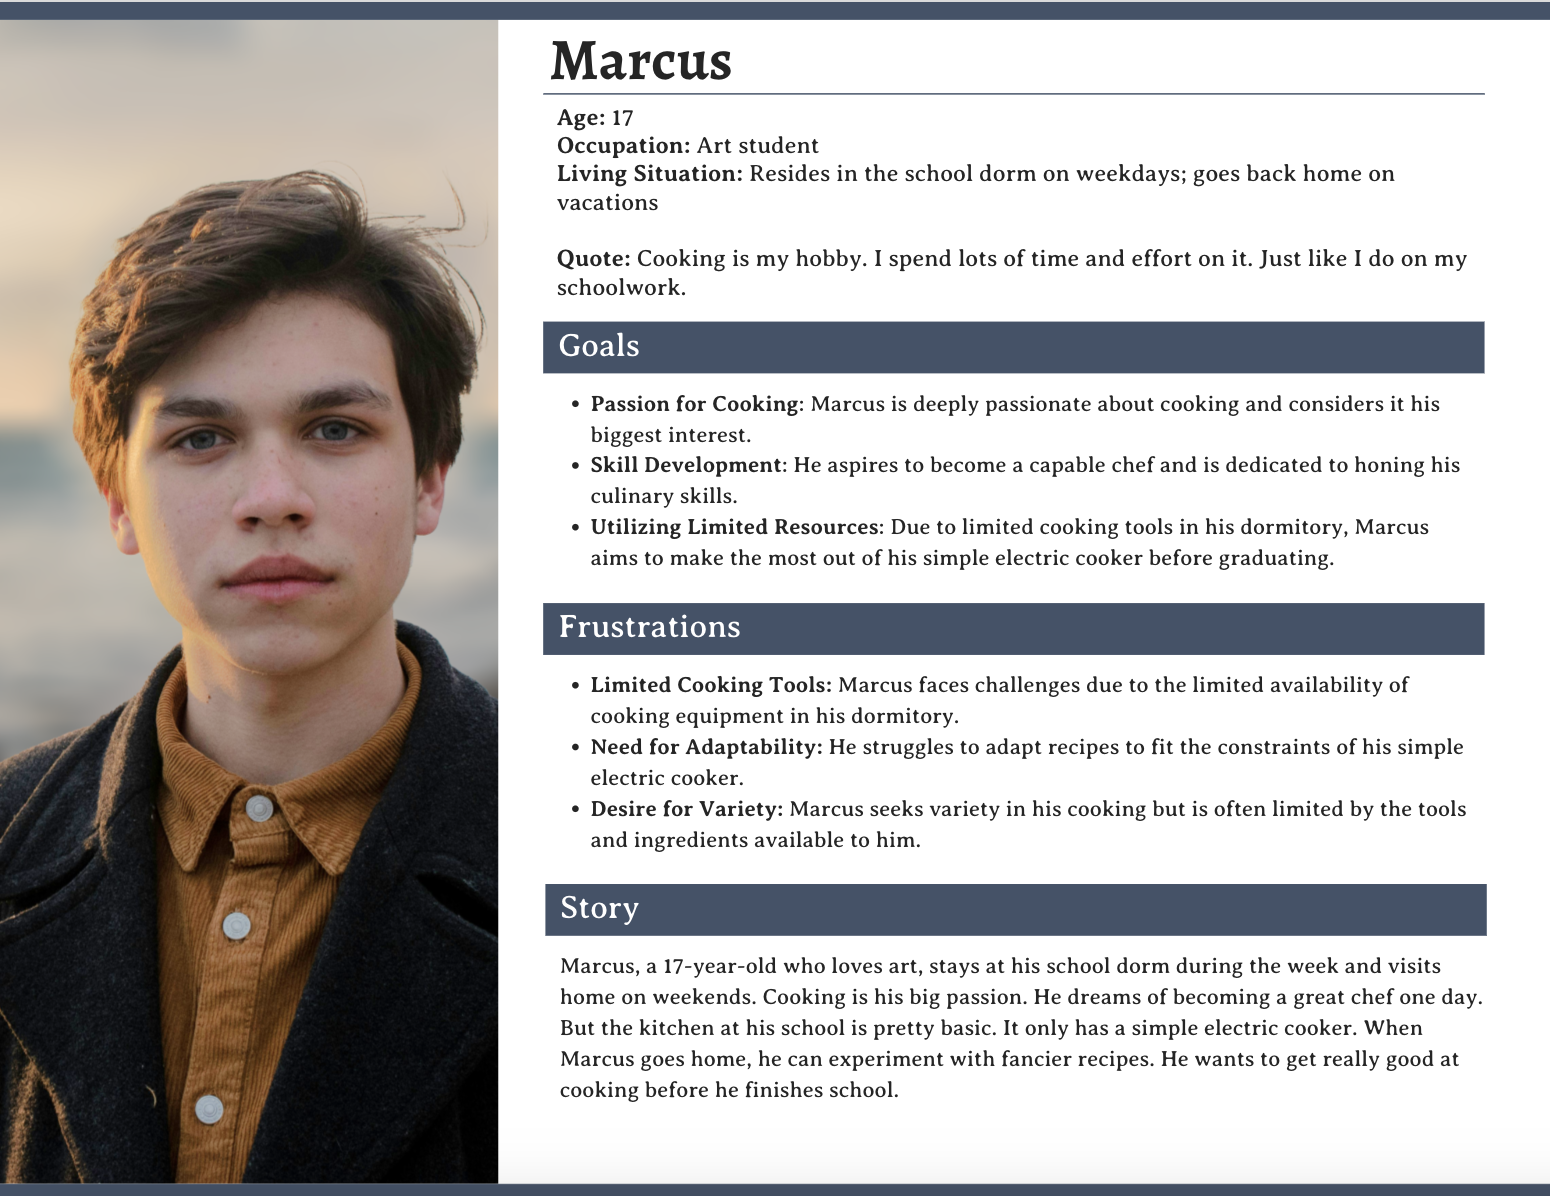 Marcus
Age: 17
Occupation: Art student
Living Situation: Resides in the school dorm on weekdays; goes back home on
vacations
Quote: Cooking is my hobby. I spend lots of time and effort on it. Just like I do on my
schoolwork.
Goals
• Passion for Cooking: Marcus is deeply passionate about cooking and considers it his
biggest interest.
• Skill Development: He aspires to become a capable chef and is dedicated to honing his
culinary skills.
• Utilizing Limited Resources: Due to limited cooking tools in his dormitory, Marcus
aims to make the most out of his simple electric cooker before graduating.
Frustrations
• Limited Cooking Tools: Marcus faces challenges due to the limited availability of
cooking equipment in his dormitory.
• Need for Adaptability: He struggles to adapt recipes to fit the constraints of his simple
electric cooker.
• Desire for Variety: Marcus seeks variety in his cooking but is often limited by the tools
and ingredients available to him.
Story
Marcus, a 17-year-old who loves art, stays at his school dorm during the week and visits
home on weekends. Cooking is his big passion. He dreams of becoming a great chef one day.
But the kitchen at his school is pretty basic. It only has a simple electric cooker. When
Marcus goes home, he can experiment with fancier recipes. He wants to get really good at
cooking before he finishes school.